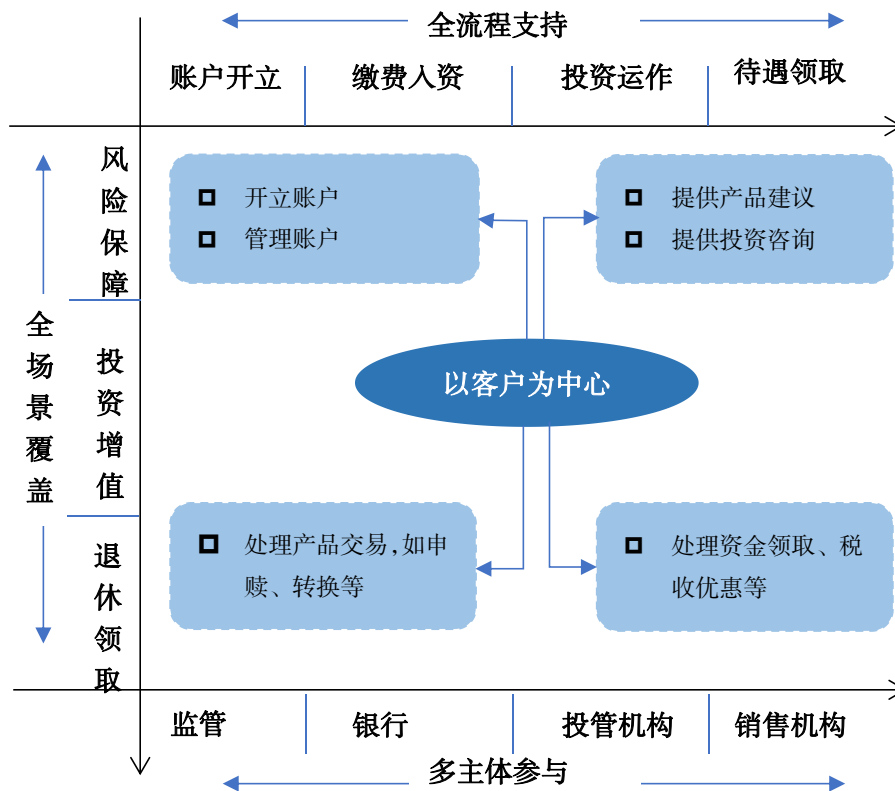 全流程支持
账户开立
缴费入资
投资运作
待遇领取
全场景覆盖
风险保障
投资增值
退休领取
开立账户
管理账户
提供产品建议
提供投资咨询
以客户为中心
处理产品交易,如申
赎、转换等
处理资金领取、税
收优惠等
监管
银行
投管机构
销售机构
多主体参与